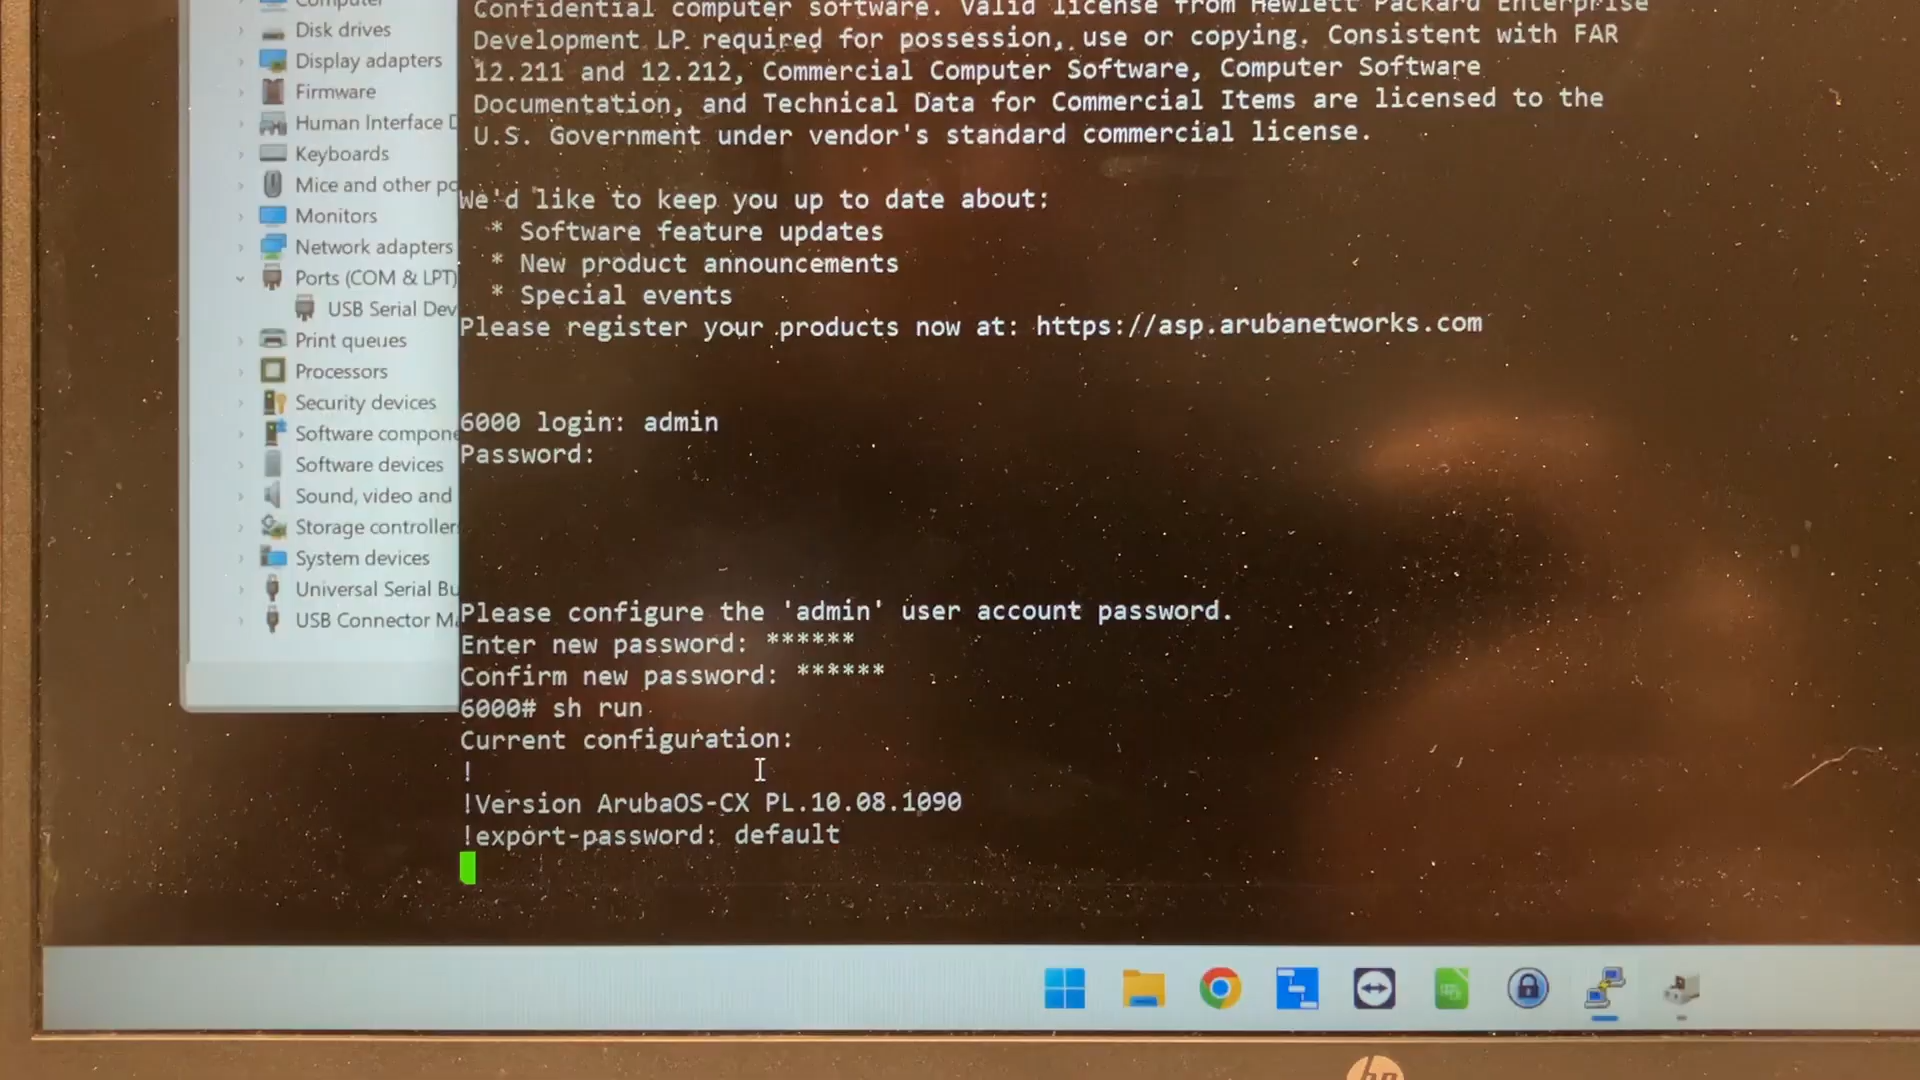 Computer
Disk drives
Display adapters
Firmware
Human Interface D
Keyboards
Mice and other po
Monitors
Network adapters
Ports (COM & LPT)
USB Serial Dev
Print queues
Processors
Security devices
Software compone
Software devices
Sound, video and
Storage controller
System devices
Universal Serial Bu
USB Connector Ma
Confidential computer software. Valid license from Hewlett Packard Enterprise
Development LP required for possession, use or copying. Consistent with FAR
12.211 and 12.212, Commercial Computer Software, Computer Software
Documentation, and Technical Data for Commercial Items are licensed to the
U.S. Government under vendor's standard commercial license.
We'd like to keep you up to date about:
* Software feature updates
* New product announcements
* Special events
Please register your products now at: https://asp.arubanetworks.com
6000 login: admin
Password:
Please configure the 'admin' user account password.
Enter new password: ******
Confirm new password: ******
6000# sh run
Current configuration:
!
!Version ArubaOS-CX PL.10.08.1090
!export-password: default
hp